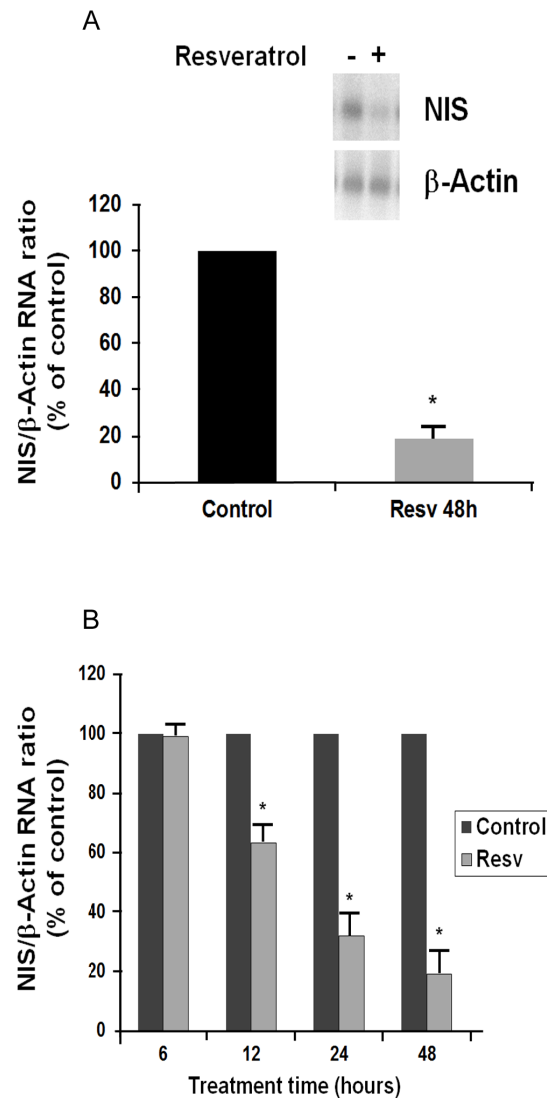 A
Resveratrol - +
NIS
β-Actin
NIS/β-Actin RNA ratio
(% of control)
120
100
80
60
40
20
0
*
Control Resv 48h
B
NIS/β-Actin RNA ratio
(% of control)
120
100
80
60
40
20
0
*
*
*
Control
Resv
6 12 24 48
Treatment time (hours)